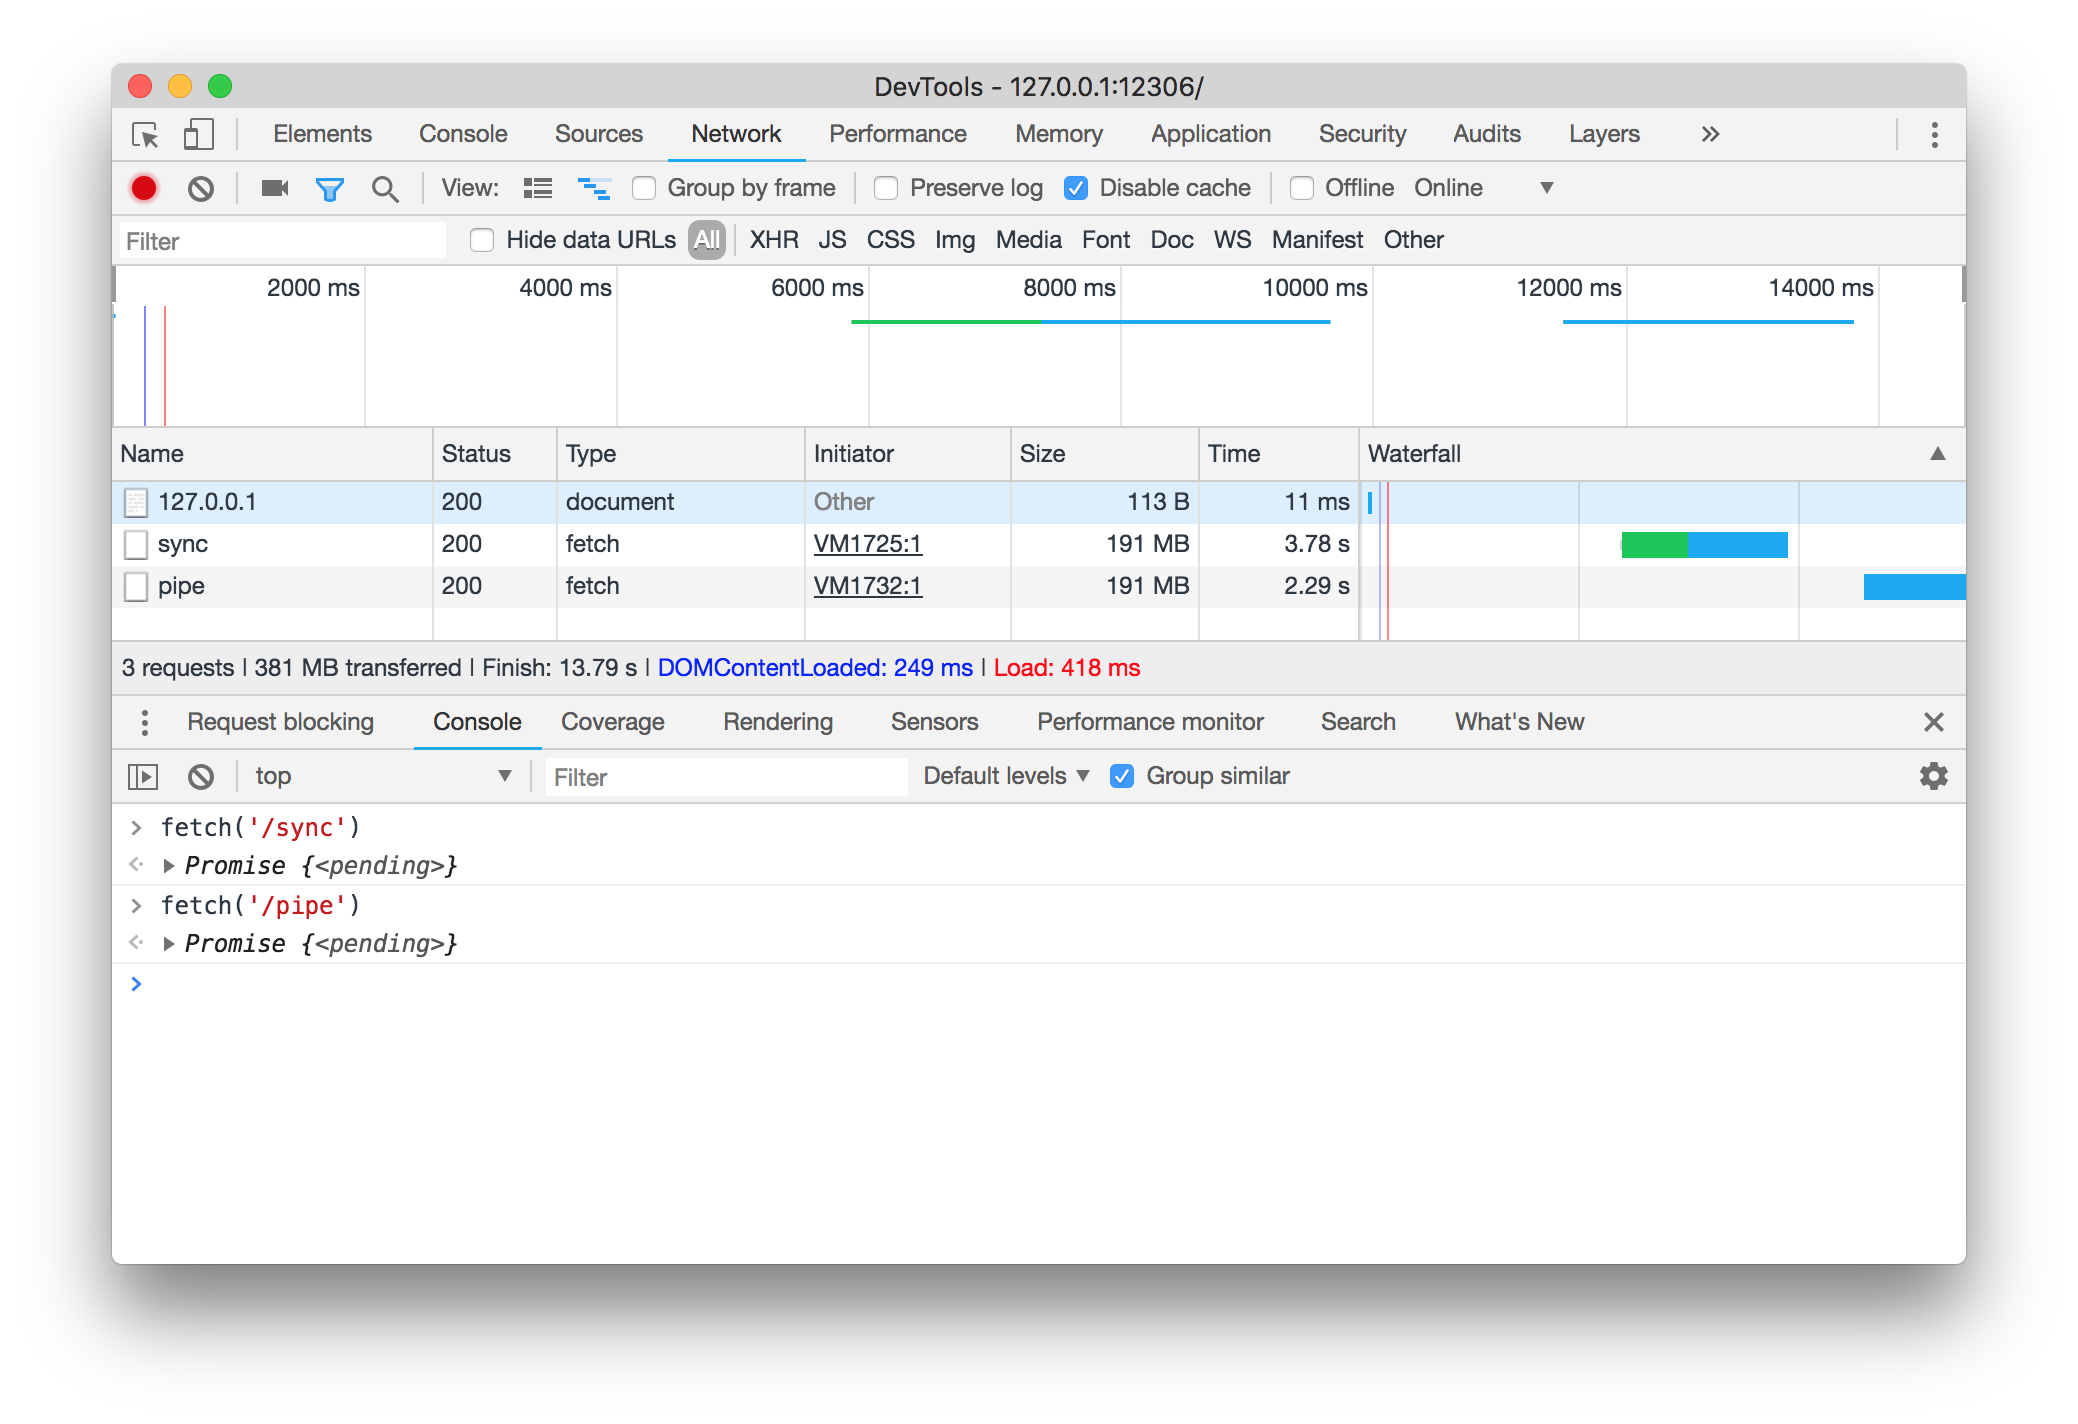 DevTools - 127.0.0.1:12306/
Elements Console Sources Network Performance Memory Application Security Audits Layers »
View: Group by frame Preserve log Disable cache Offline Online
Filter Hide data URLs All XHR JS CSS Img Media Font Doc WS Manifest Other
2000 ms 4000 ms 6000 ms 8000 ms 10000 ms 12000 ms 14000 ms
Name Status Type Initiator Size Time Waterfall
127.0.0.1 200 document Other 113 B 11 ms
sync 200 fetch VM1725:1 191 MB 3.78 s
pipe 200 fetch VM1732:1 191 MB 2.29 s
3 requests | 381 MB transferred | Finish: 13.79 s | DOMContentLoaded: 249 ms | Load: 418 ms
Request blocking Console Coverage Rendering Sensors Performance monitor Search What's New
top Filter Default levels Group similar
> fetch('/sync')
Promise {<pending>}
> fetch('/pipe')
Promise {<pending>}
>